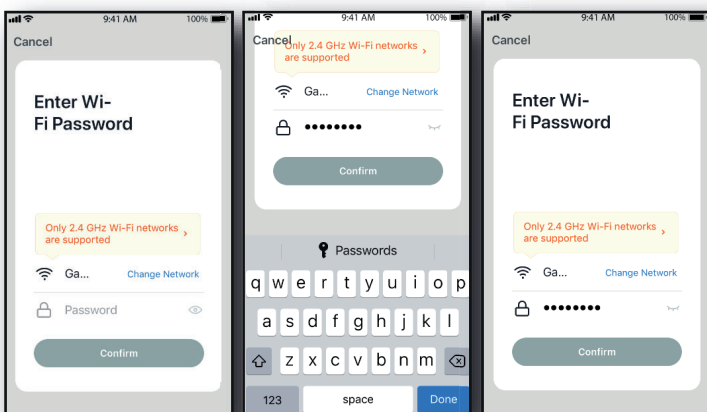 9:41 AM 100%
Cancel
Enter Wi-
Fi Password
Only 2.4 GHz Wi-Fi networks
are supported
Ga... Change Network
Password
Confirm
9:41 AM 100%
Cancel
Only 2.4 GHz Wi-Fi networks
are supported
Ga... Change Network
••••••••
Confirm
Passwords
q w e r t y u i o p
a s d f g h j k l
z x c v b n m
123 space Done
9:41 AM 100%
Cancel
Enter Wi-
Fi Password
Only 2.4 GHz Wi-Fi networks
are supported
Ga... Change Network
••••••••
Confirm